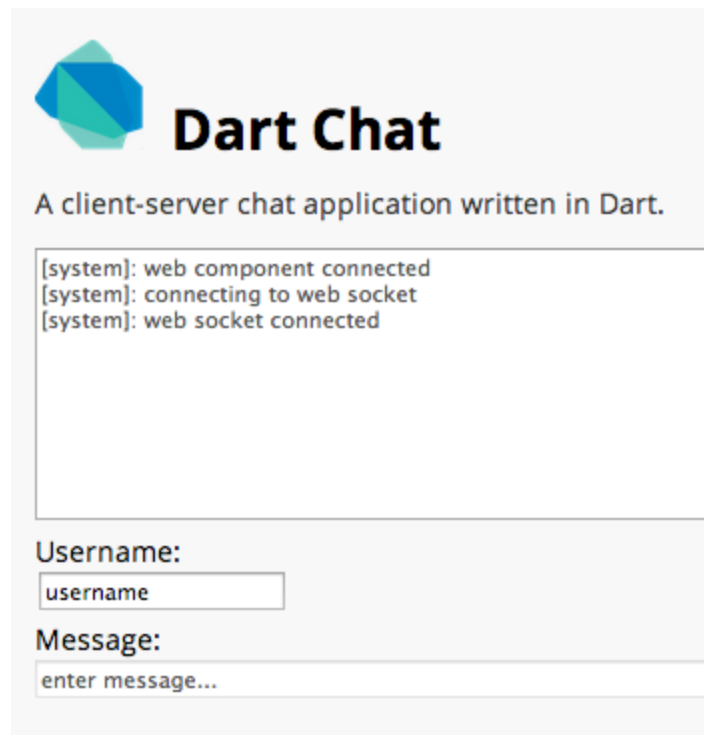 Dart Chat
A client-server chat application written in Dart.
[system]: web component connected
[system]: connecting to web socket
[system]: web socket connected
Username:
username
Message:
enter message...